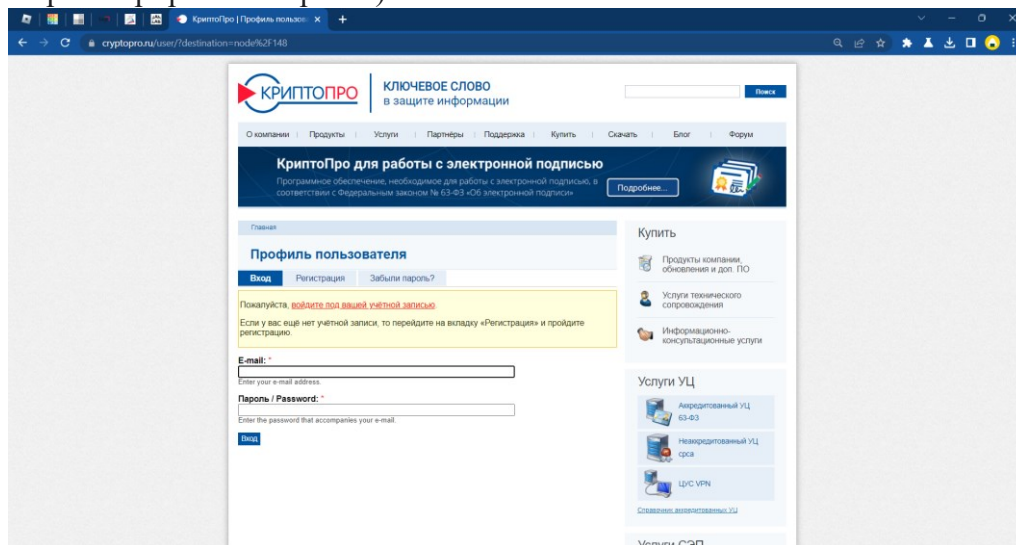 КриптоПро | Профиль пользов
cryptopro.ru/user/?destination=node%2F148
КРИПТОПРО
КЛЮЧЕВОЕ СЛОВО
в защите информации
Поиск
О компании
Продукты
Услуги
Партнёры
Поддержка
Купить
Скачать
Блог
Форум
КриптоПро для работы с электронной подписью
Программное обеспечение, необходимое для работы с электронной подписью, в
соответствии с Федеральным законом № 63-ФЗ «Об электронной подписи»
Подробнее...
Главная
Профиль пользователя
Вход
Регистрация
Забыли пароль?
Пожалуйста, войдите под вашей учётной записью.
Если у вас ещё нет учётной записи, то перейдите на вкладку «Регистрация» и пройдите
регистрацию.
E-mail: *
Enter your e-mail address.
Пароль / Password: *
Enter the password that accompanies your e-mail.
Вход
Купить
Продукты компании,
обновления и доп. ПО
Услуги технического
сопровождения
Информационно-
консультационные услуги
Услуги УЦ
Аккредитованный УЦ
63-ФЗ
Неаккредитованный УЦ
cpca
ЦУС VPN
Справочник аккредитованных УЦ
Услуги СЭП